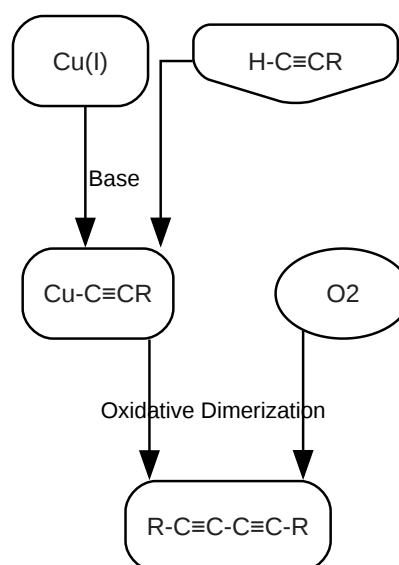 Cu(I)
H-C≡CR
Base
Cu-C≡CR
O2
Oxidative Dimerization
R-C≡C-C≡C-R